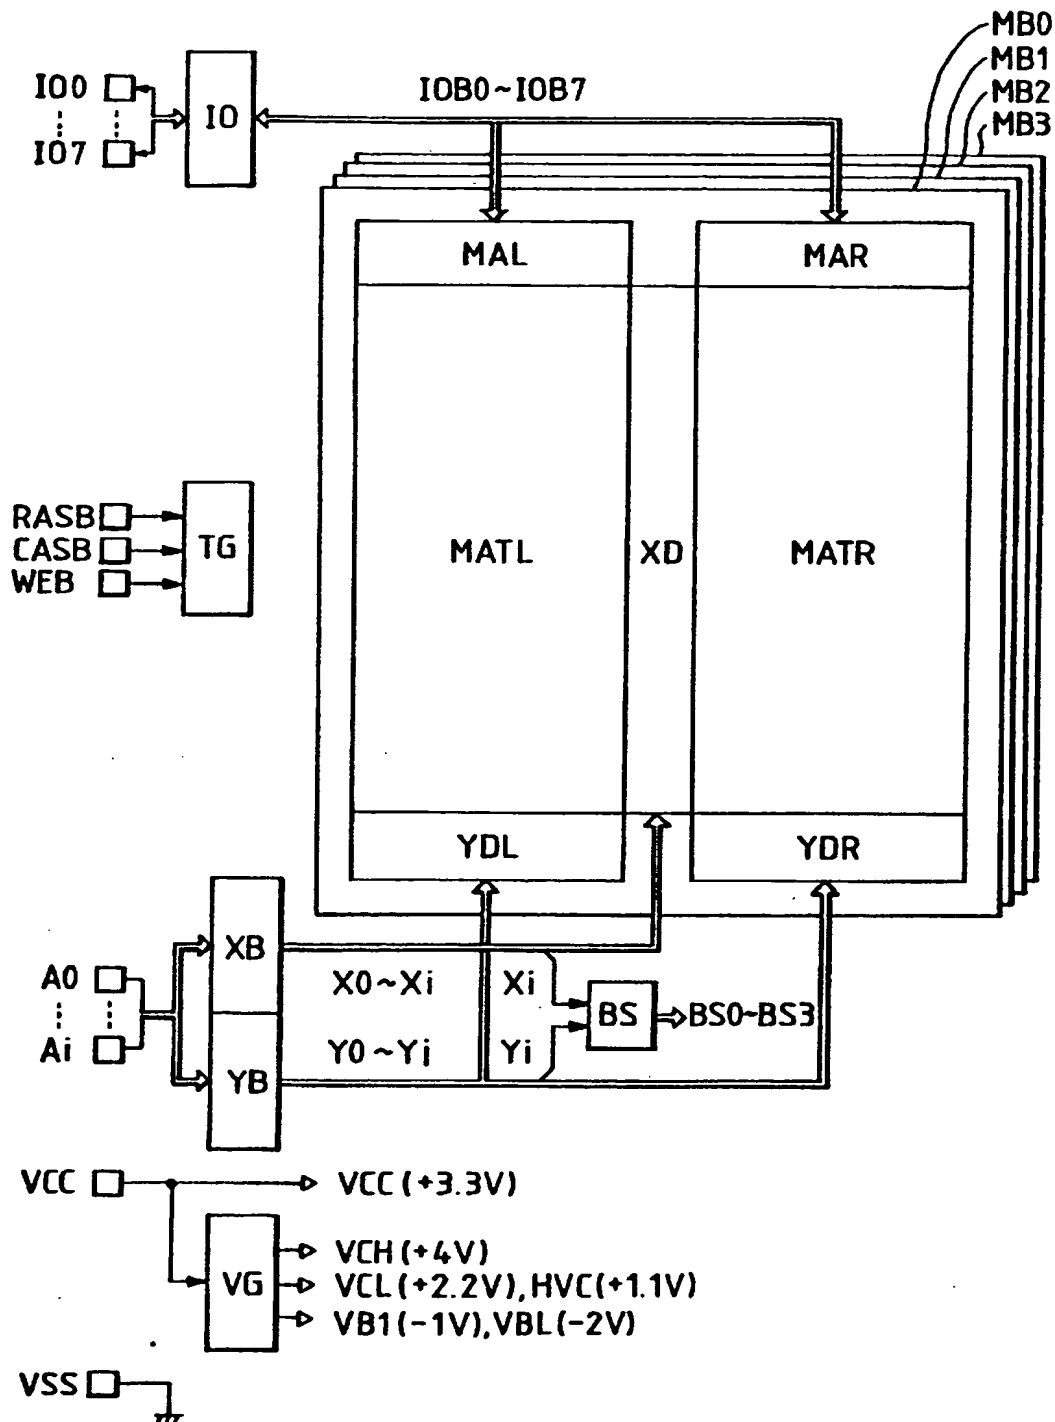 MB0
MB1
MB2
MB3
IO0
IO7
IO
IOB0~IOB7
MAL
MAR
RASB
CASB
WEB
TG
MATL
XD
MATR
YDL
YDR
XB
A0
Ai
YB
X0~Xi
Xi
BS
BS0~BS3
Y0~Yi
Yi
VCC
VCC(+3.3V)
VG
VCH(+4V)
VCL(+2.2V),HVC(+1.1V)
VB1(-1V),VBL(-2V)
VSS